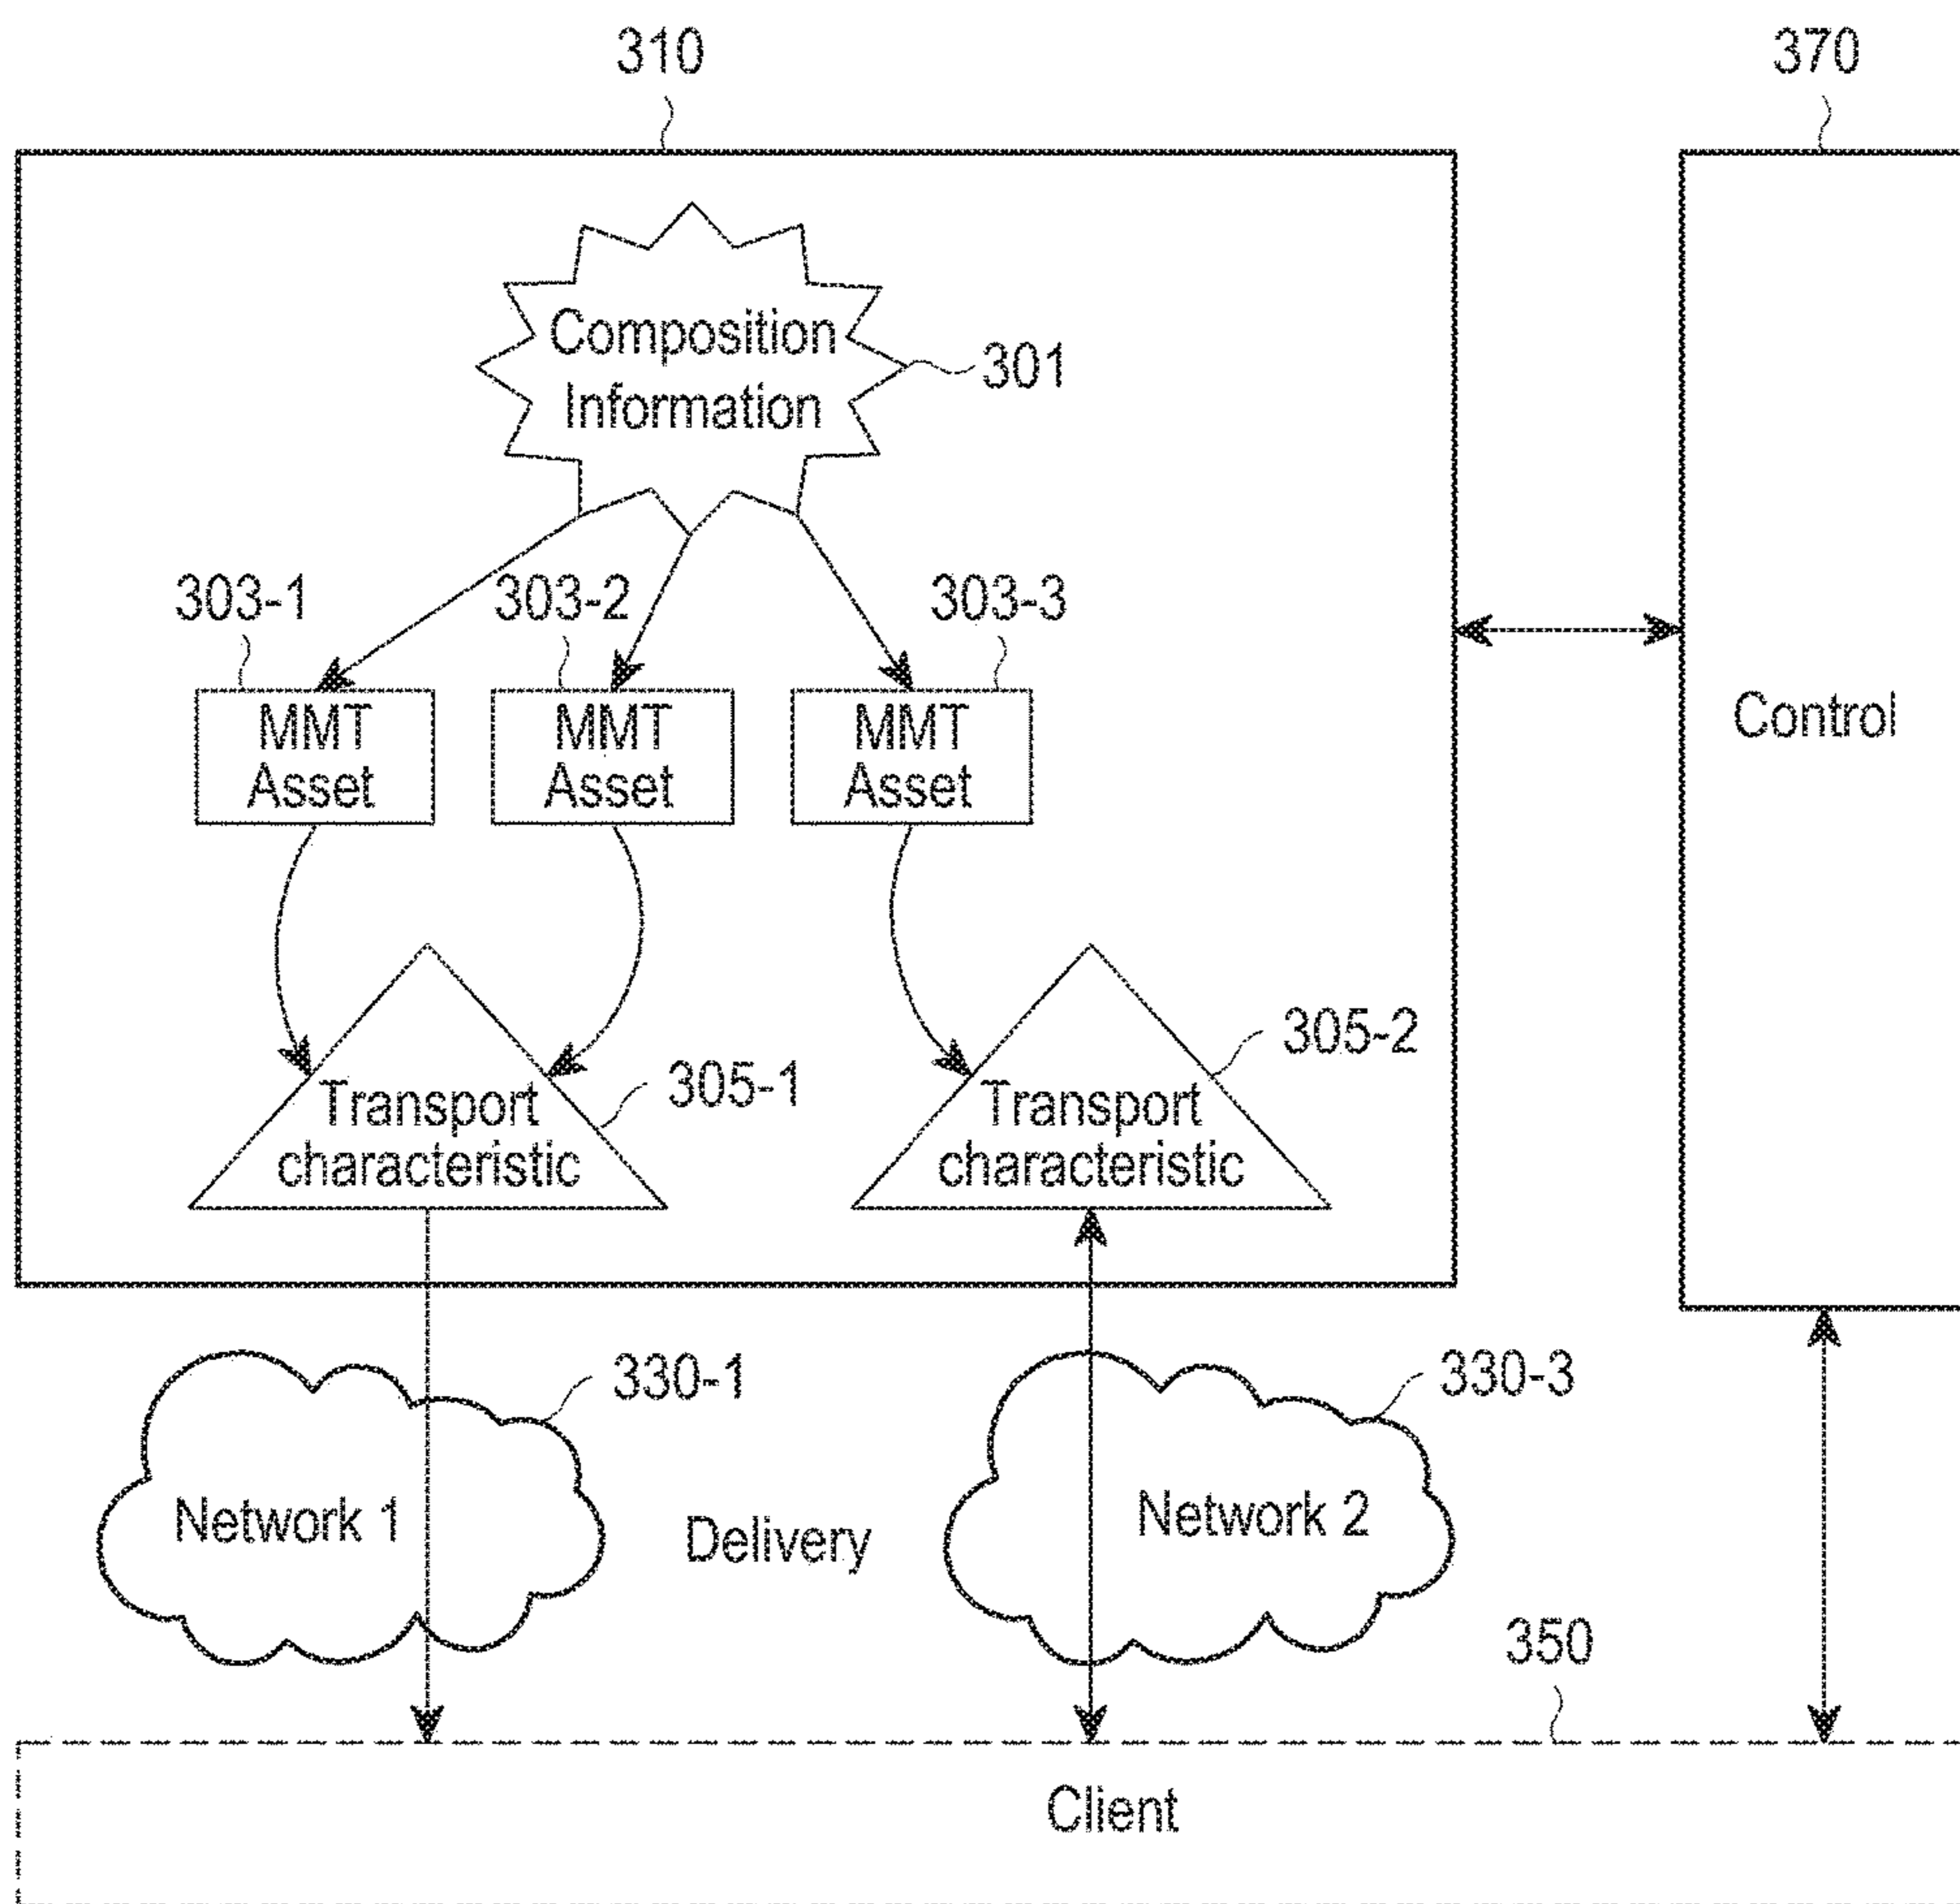 310
370
Composition
Information
301
303-1
303-2
303-3
MMT
Asset
MMT
Asset
MMT
Asset
Control
305-1
305-2
Transport
characteristic
Transport
characteristic
330-1
330-3
Network 1
Delivery
Network 2
350
Client